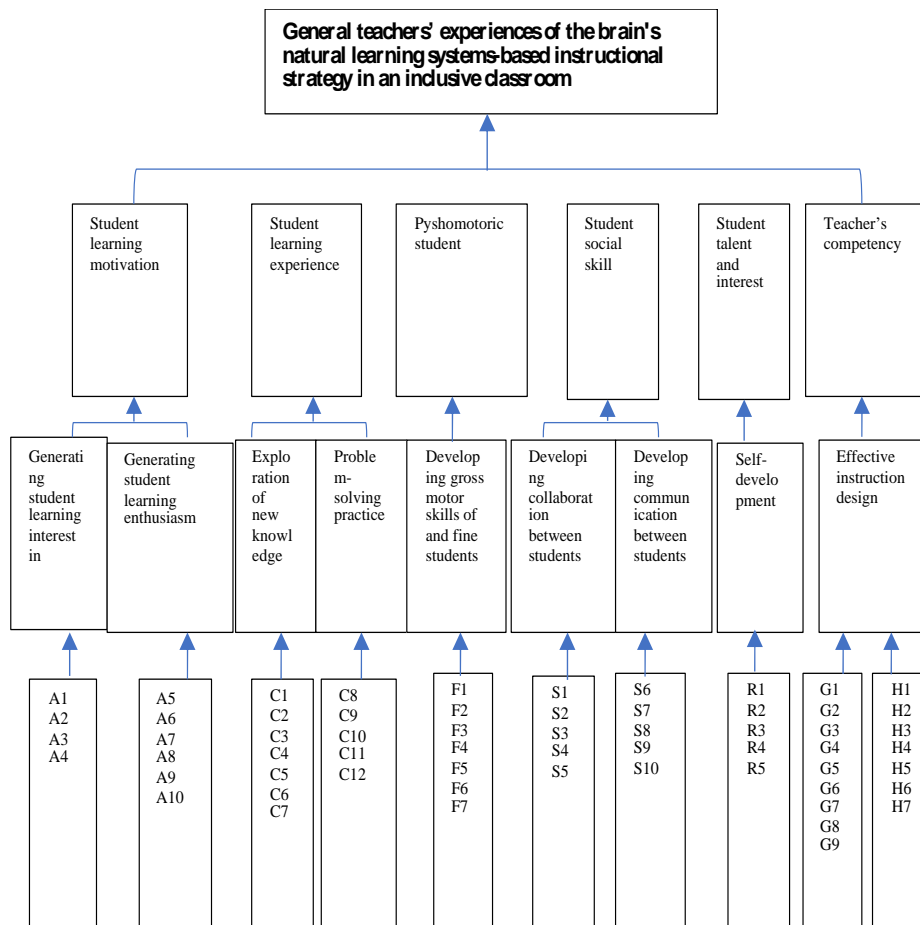 General teachers’ experiences of the brain's
natural learning systems-based instructional
strategy in an inclusive classroom
Student
learning
motivation
Student
learning
experience
Pyshomotoric
student
Student
social
skill
Student
talent
and
interest
Teacher’s
competency
Generati
ng
student
learning
interest
in
Generating
student
learning
enthusiasm
Explo
ration
of new
knowl
edge
Proble
m-
solving
practice
Develop
ing gross
motor
skills of
and fine
students
Developi
ng
collaborat
ion
between
students
Develop
ing
commun
ication
between
students
Self-
develo
pment
Effective
instruction
design
A1
A2
A3
A4
A5
A6
A7
A8
A9
A10
C1
C2
C3
C4
C5
C6
C7
C8
C9
C10
C11
C12
F1
F2
F3
F4
F5
F6
F7
S1
S2
S3
S4
S5
S6
S7
S8
S9
S10
R1
R2
R3
R4
R5
G1
G2
G3
G4
G5
G6
G7
G8
G9
H1
H2
H3
H4
H5
H6
H7